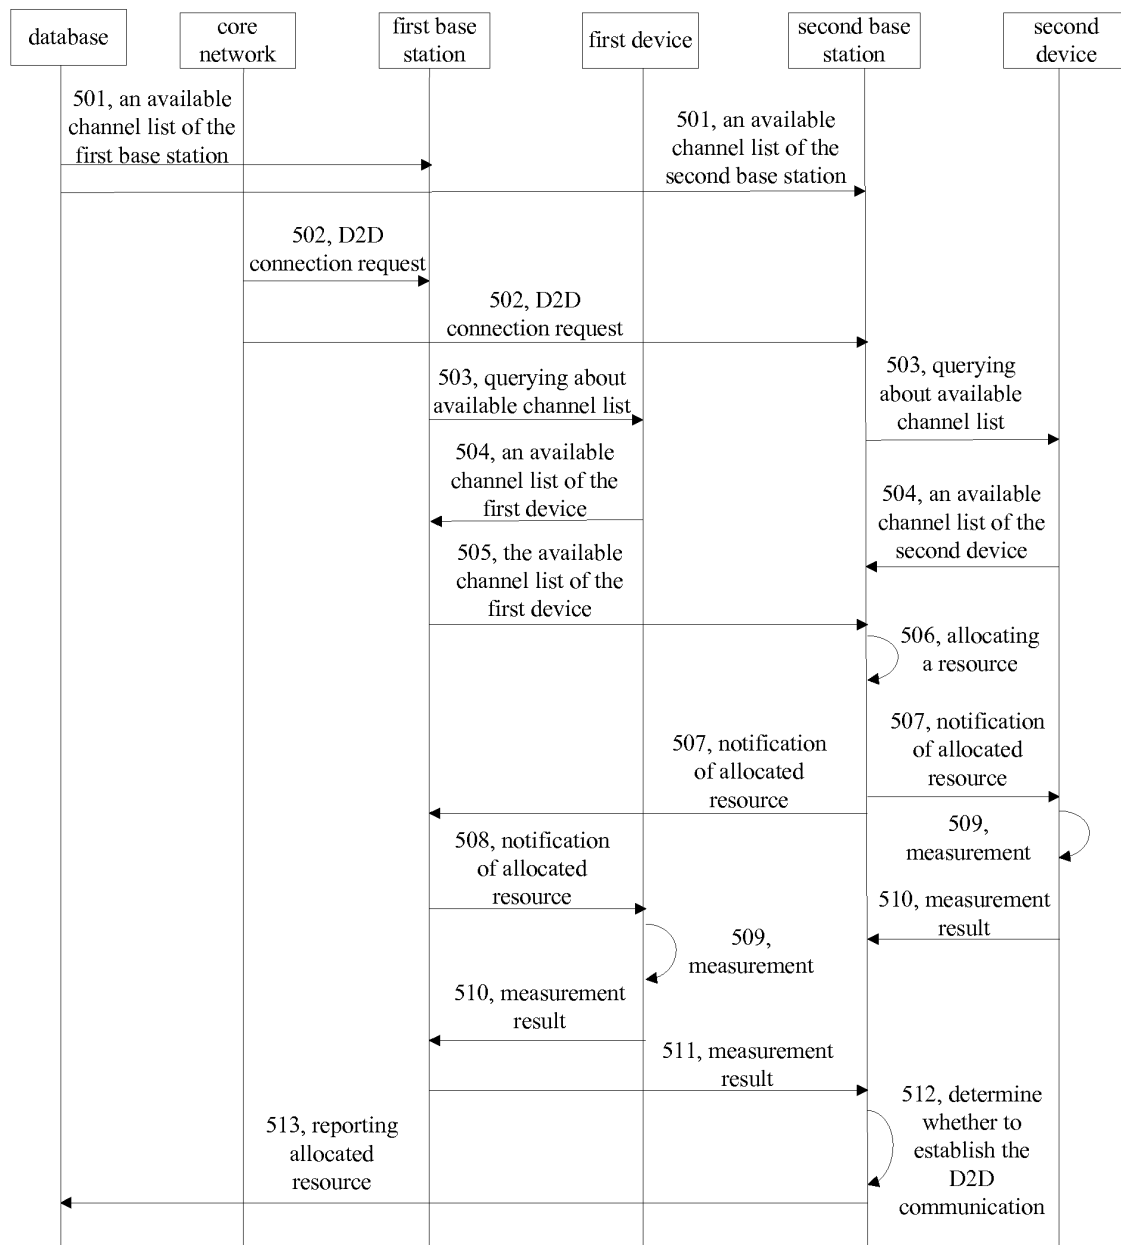 database
core
network
first base
station
first device
second base
station
second
device
501, an available
channel list of the
first base station
501, an available
channel list of the
second base station
502, D2D
connection request
502, D2D
connection request
503, querying about
available channel list
503, querying
about available
channel list
504, an available
channel list of the
first device
504, an available
channel list of the
second device
505, the available
channel list of the
first device
506, allocating
a resource
507, notification
of allocated
resource
507, notification
of allocated
resource
509,
measurement
508, notification
of allocated
resource
510, measurement
result
509,
measurement
510, measurement
result
511, measurement
result
512, determine
whether to
establish the
D2D
communication
513, reporting
allocated
resource